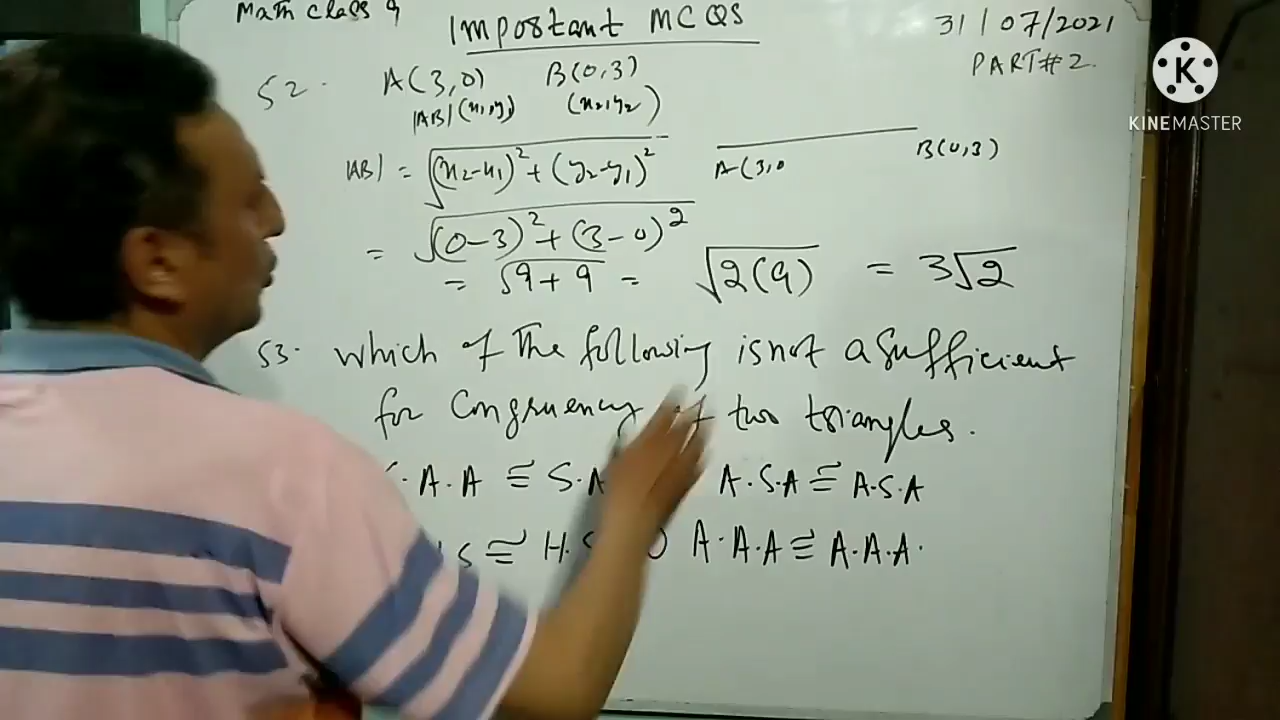 Math class 9
Important MCQS
31/07/2021
PART#2.
52. A(3,0) B(0,3)
|AB| (x1,y1) (x2,y2)
|AB| = √(x2-x1)²+(y2-y1)²
A(3,0 B(0,3)
= √(0-3)²+(3-0)²
= √9+9 = √2(9) = 3√2
53. which of the following is not a sufficient
for congruency of two triangles.
.A.A ≅ S.A A.S.A ≅ A.S.A
S ≅ H.S A.A.A ≅ A.A.A.
K
KINEMASTER